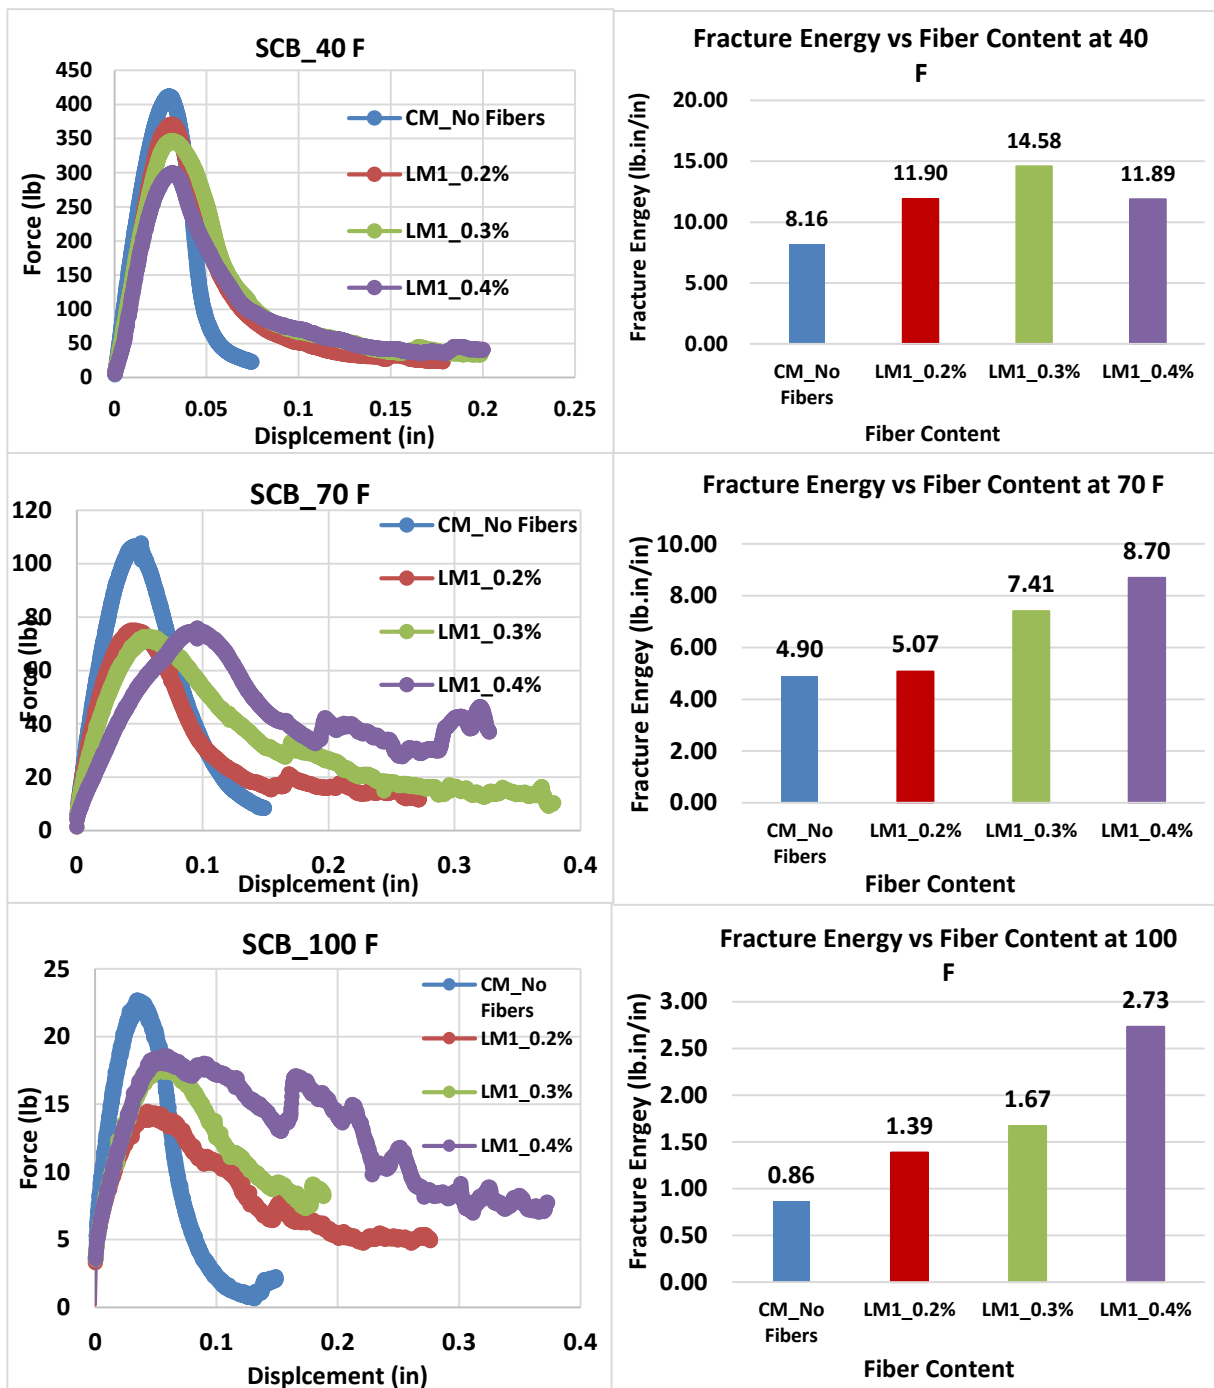 SCB_40 F
450
400
350
300
250
200
150
100
50
0
Force (lb)
0 0.05 0.1 0.15 0.2 0.25
Displcement (in)
CM_No Fibers
LM1_0.2%
LM1_0.3%
LM1_0.4%
Fracture Energy vs Fiber Content at 40
F
20.00
15.00
10.00
5.00
0.00
Fracture Enrgey (lb.in/in)
8.16
11.90
14.58
11.89
CM_No
Fibers
LM1_0.2%
LM1_0.3%
LM1_0.4%
Fiber Content
SCB_70 F
120
100
80
60
40
20
0
Force (lb)
0 0.1 0.2 0.3 0.4
Displcement (in)
CM_No Fibers
LM1_0.2%
LM1_0.3%
LM1_0.4%
Fracture Energy vs Fiber Content at 70 F
10.00
8.00
6.00
4.00
2.00
0.00
Fracture Enrgey (lb.in/in)
4.90
5.07
7.41
8.70
CM_No
Fibers
LM1_0.2%
LM1_0.3%
LM1_0.4%
Fiber Content
SCB_100 F
25
20
15
10
5
0
Force (lb)
0 0.1 0.2 0.3 0.4
Displcement (in)
CM_No
Fibers
LM1_0.2%
LM1_0.3%
LM1_0.4%
Fracture Energy vs Fiber Content at 100
F
3.00
2.50
2.00
1.50
1.00
0.50
0.00
Fracture Enrgey (lb.in/in)
0.86
1.39
1.67
2.73
CM_No
Fibers
LM1_0.2%
LM1_0.3%
LM1_0.4%
Fiber Content